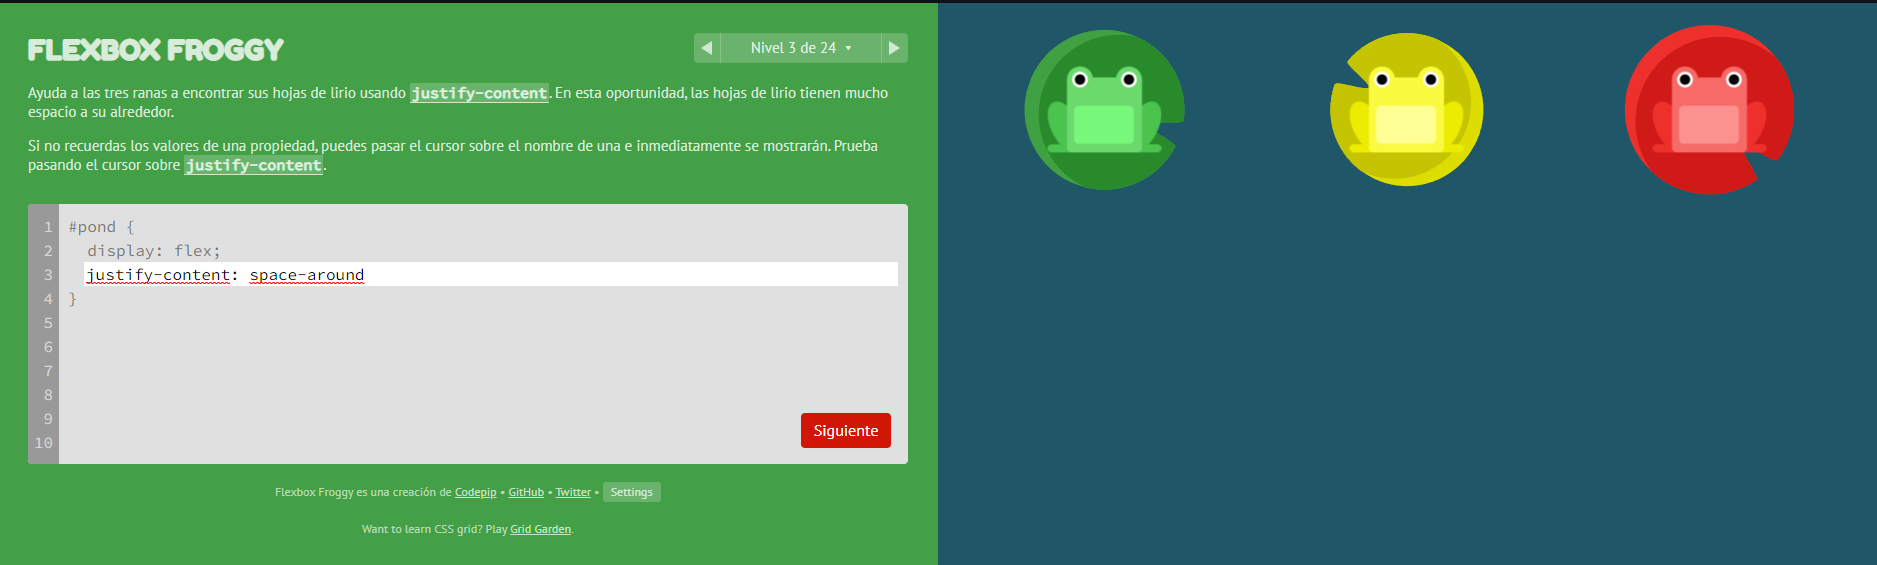 FLEXBOX FROGGY
Nivel 3 de 24
Ayuda a las tres ranas a encontrar sus hojas de lirio usando justify-content. En esta oportunidad, las hojas de lirio tienen mucho
espacio a su alrededor.
Si no recuerdas los valores de una propiedad, puedes pasar el cursor sobre el nombre de una e inmediatamente se mostrarán. Prueba
pasando el cursor sobre justify-content.
1 #pond {
2 display: flex;
3 justify-content: space-around
4 }
5
6
7
8
9
10
Siguiente
Flexbox Froggy es una creación de Codepip • GitHub • Twitter • Settings
Want to learn CSS grid? Play Grid Garden.